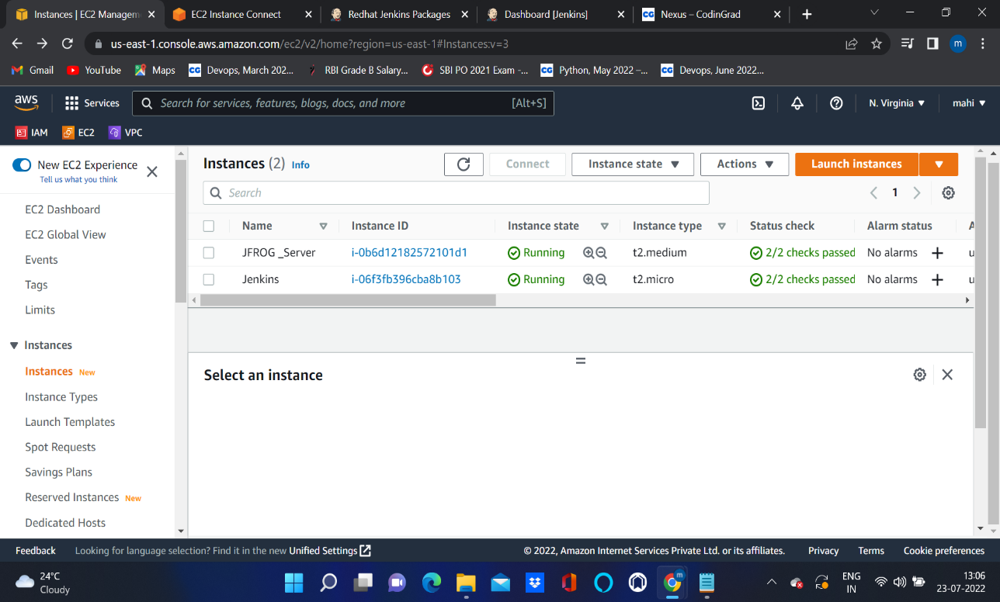 Instances | EC2 Managem
EC2 Instance Connect
Redhat Jenkins Packages
Dashboard [Jenkins]
CG Nexus – CodinGrad
us-east-1.console.aws.amazon.com/ec2/v2/home?region=us-east-1#Instances:v=3
m
Gmail
YouTube
Maps
CG Devops, March 202...
RBI Grade B Salary...
SBI PO 2021 Exam -...
CG Python, May 2022 –...
CG Devops, June 2022...
aws
Services
Search for services, features, blogs, docs, and more [Alt+S]
N. Virginia
mahi
IAM
EC2
VPC
New EC2 Experience
Tell us what you think
EC2 Dashboard
EC2 Global View
Events
Tags
Limits
Instances
Instances New
Instance Types
Launch Templates
Spot Requests
Savings Plans
Reserved Instances New
Dedicated Hosts
Instances (2) Info
Connect
Instance state
Actions
Launch instances
Search
1
Name Instance ID Instance state Instance type Status check Alarm status A
JFROG _Server i-0b6d12182572101d1 Running t2.medium 2/2 checks passed No alarms + u
Jenkins i-06f3fb396cba8b103 Running t2.micro 2/2 checks passed No alarms + u
Select an instance
Feedback Looking for language selection? Find it in the new Unified Settings © 2022, Amazon Internet Services Private Ltd. or its affiliates. Privacy Terms Cookie preferences
24°C
Cloudy
m
ENG
IN
13:06
23-07-2022